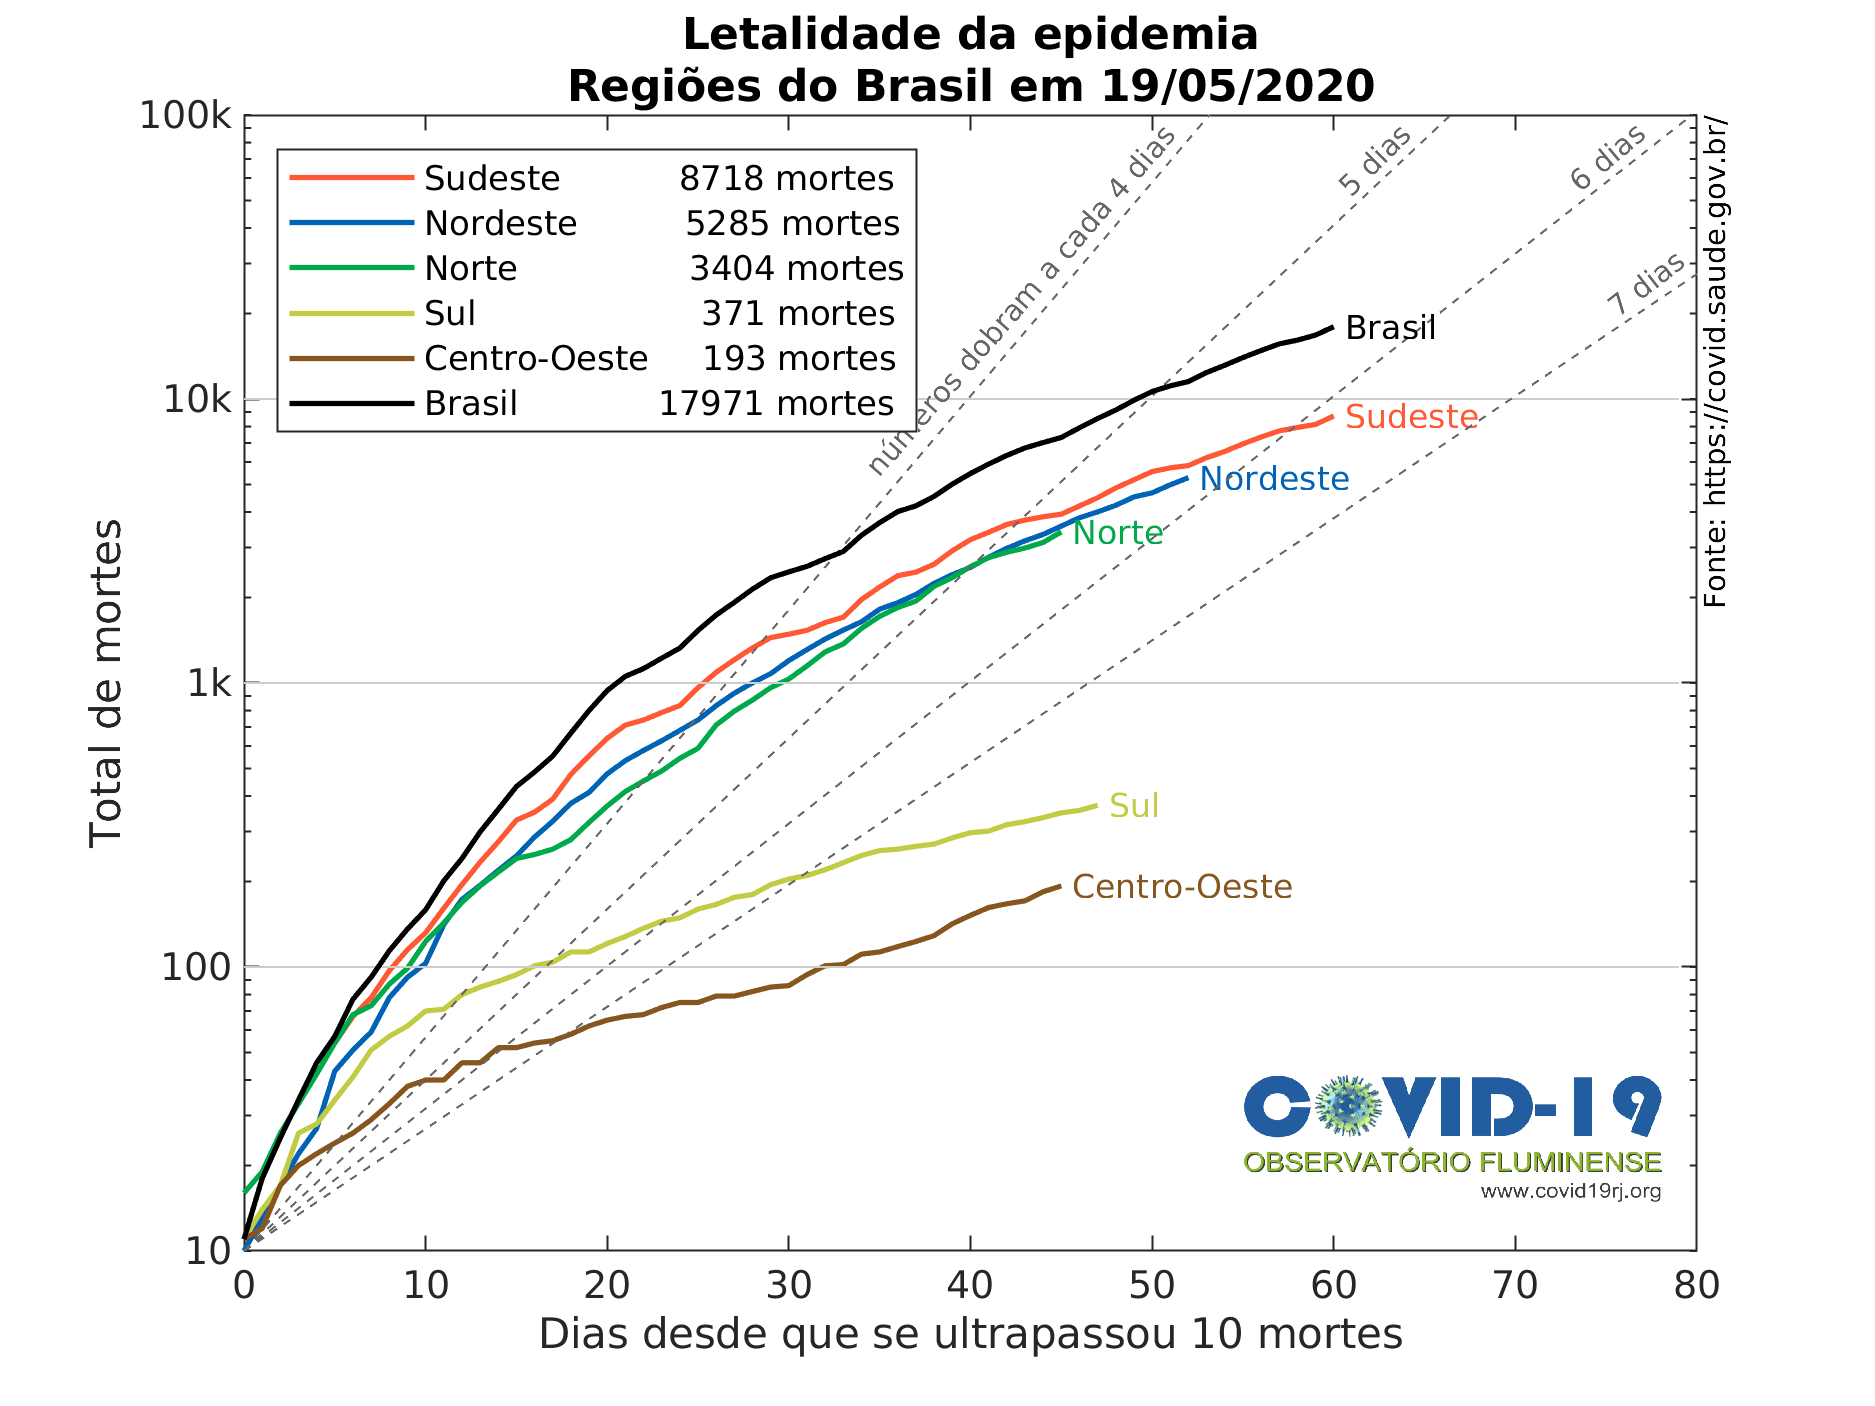 Letalidade da epidemia
Regiões do Brasil em 19/05/2020
100k
10k
1k
100
10
Total de mortes
Sudeste 8718 mortes
Nordeste 5285 mortes
Norte 3404 mortes
Sul 371 mortes
Centro-Oeste 193 mortes
Brasil 17971 mortes
números dobram a cada 4 dias
5 dias
6 dias
7 dias
Brasil
Sudeste
Nordeste
Norte
Sul
Centro-Oeste
Fonte: https://covid.saude.gov.br/
COVID-19
OBSERVATÓRIO FLUMINENSE
www.covid19rj.org
0 10 20 30 40 50 60 70 80
Dias desde que se ultrapassou 10 mortes